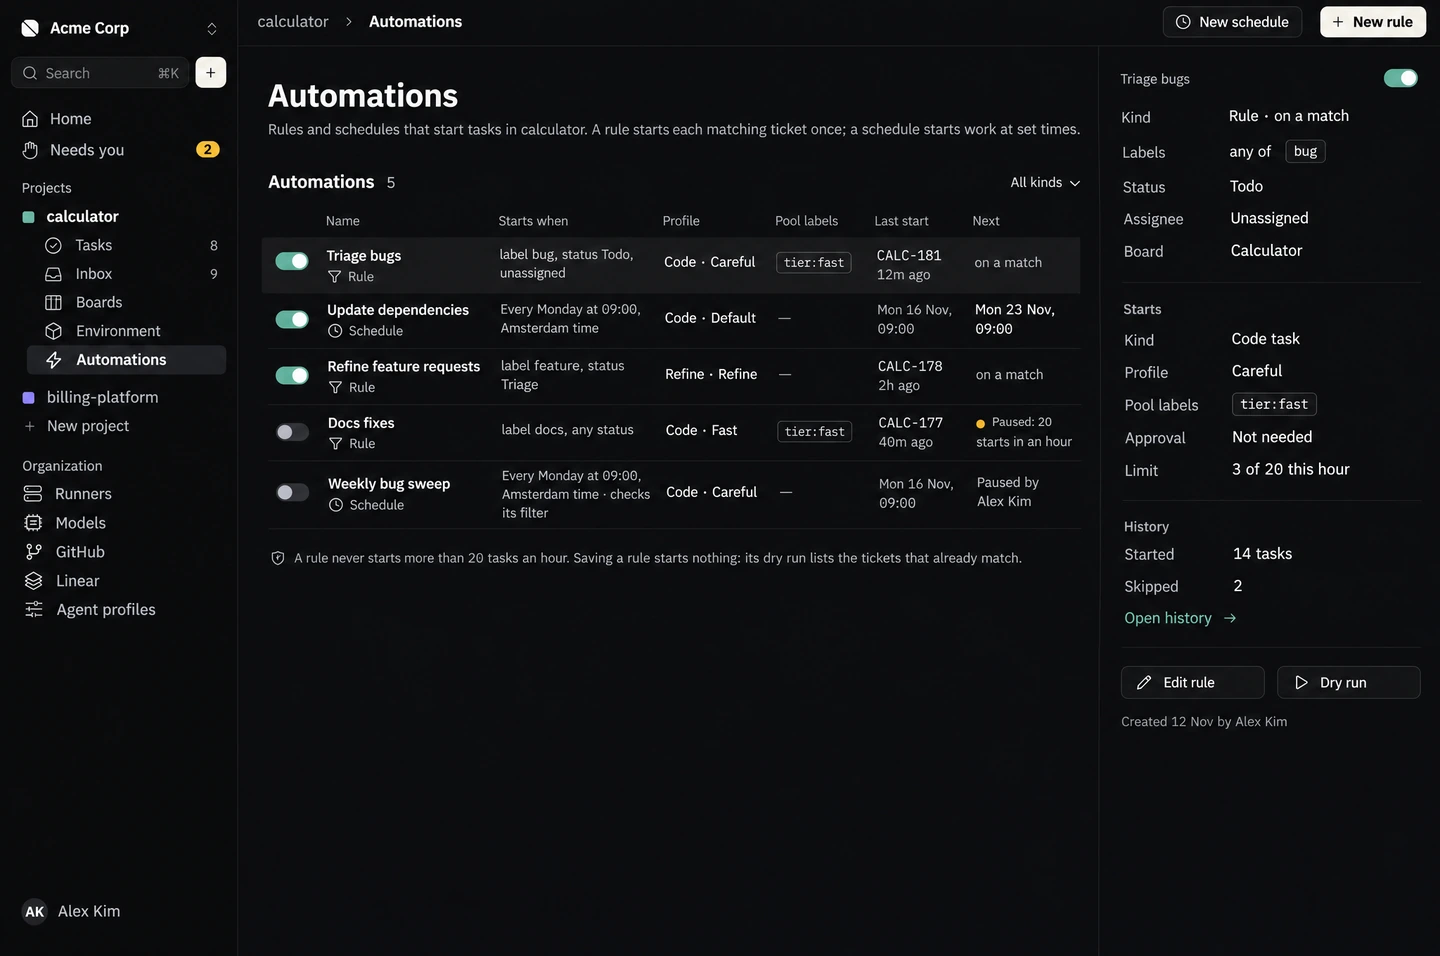 Acme Corp
Search ⌘K
+
Home
Needs you 2
Projects
calculator
Tasks 8
Inbox 9
Boards
Environment
Automations
billing-platform
+ New project
Organization
Runners
Models
GitHub
Linear
Agent profiles
AK Alex Kim
calculator > Automations
New schedule
+ New rule
Automations
Rules and schedules that start tasks in calculator. A rule starts each matching ticket once; a schedule starts work at set times.
Automations 5
All kinds
Name Starts when Profile Pool labels Last start Next
Triage bugs
Rule
label bug, status Todo,
unassigned
Code · Careful
tier:fast
CALC-181
12m ago
on a match
Update dependencies
Schedule
Every Monday at 09:00,
Amsterdam time
Code · Default
—
Mon 16 Nov,
09:00
Mon 23 Nov,
09:00
Refine feature requests
Rule
label feature, status
Triage
Refine · Refine
—
CALC-178
2h ago
on a match
Docs fixes
Rule
label docs, any status
Code · Fast
tier:fast
CALC-177
40m ago
Paused: 20
starts in an hour
Weekly bug sweep
Schedule
Every Monday at 09:00,
Amsterdam time · checks
its filter
Code · Careful
—
Mon 16 Nov,
09:00
Paused by
Alex Kim
A rule never starts more than 20 tasks an hour. Saving a rule starts nothing: its dry run lists the tickets that already match.
Triage bugs
Kind Rule · on a match
Labels any of bug
Status Todo
Assignee Unassigned
Board Calculator
Starts
Kind Code task
Profile Careful
Pool labels tier:fast
Approval Not needed
Limit 3 of 20 this hour
History
Started 14 tasks
Skipped 2
Open history →
Edit rule
Dry run
Created 12 Nov by Alex Kim